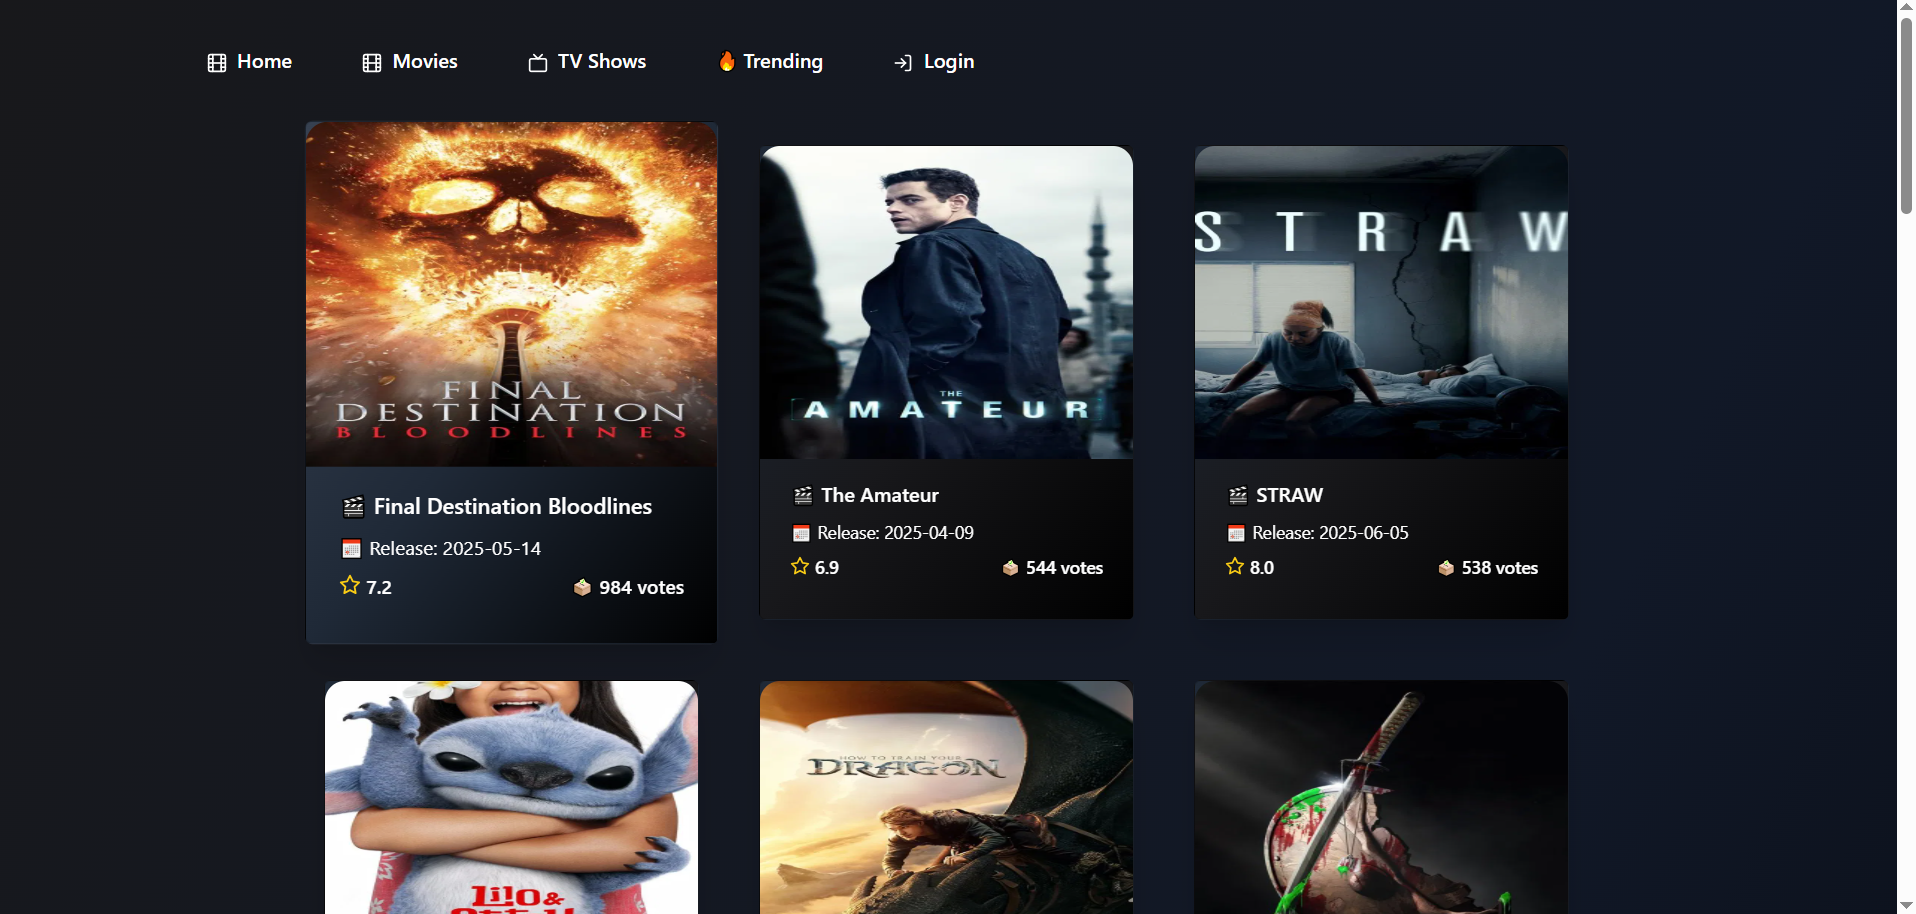 Home
Movies
TV Shows
Trending
Login
FINAL
DESTINATION
BLOODLINES
Final Destination Bloodlines
Release: 2025-05-14
7.2
984 votes
THE
AMATEUR
The Amateur
Release: 2025-04-09
6.9
544 votes
STRAW
STRAW
Release: 2025-06-05
8.0
538 votes
Lilo &
HOW TO TRAIN YOUR
DRAGON